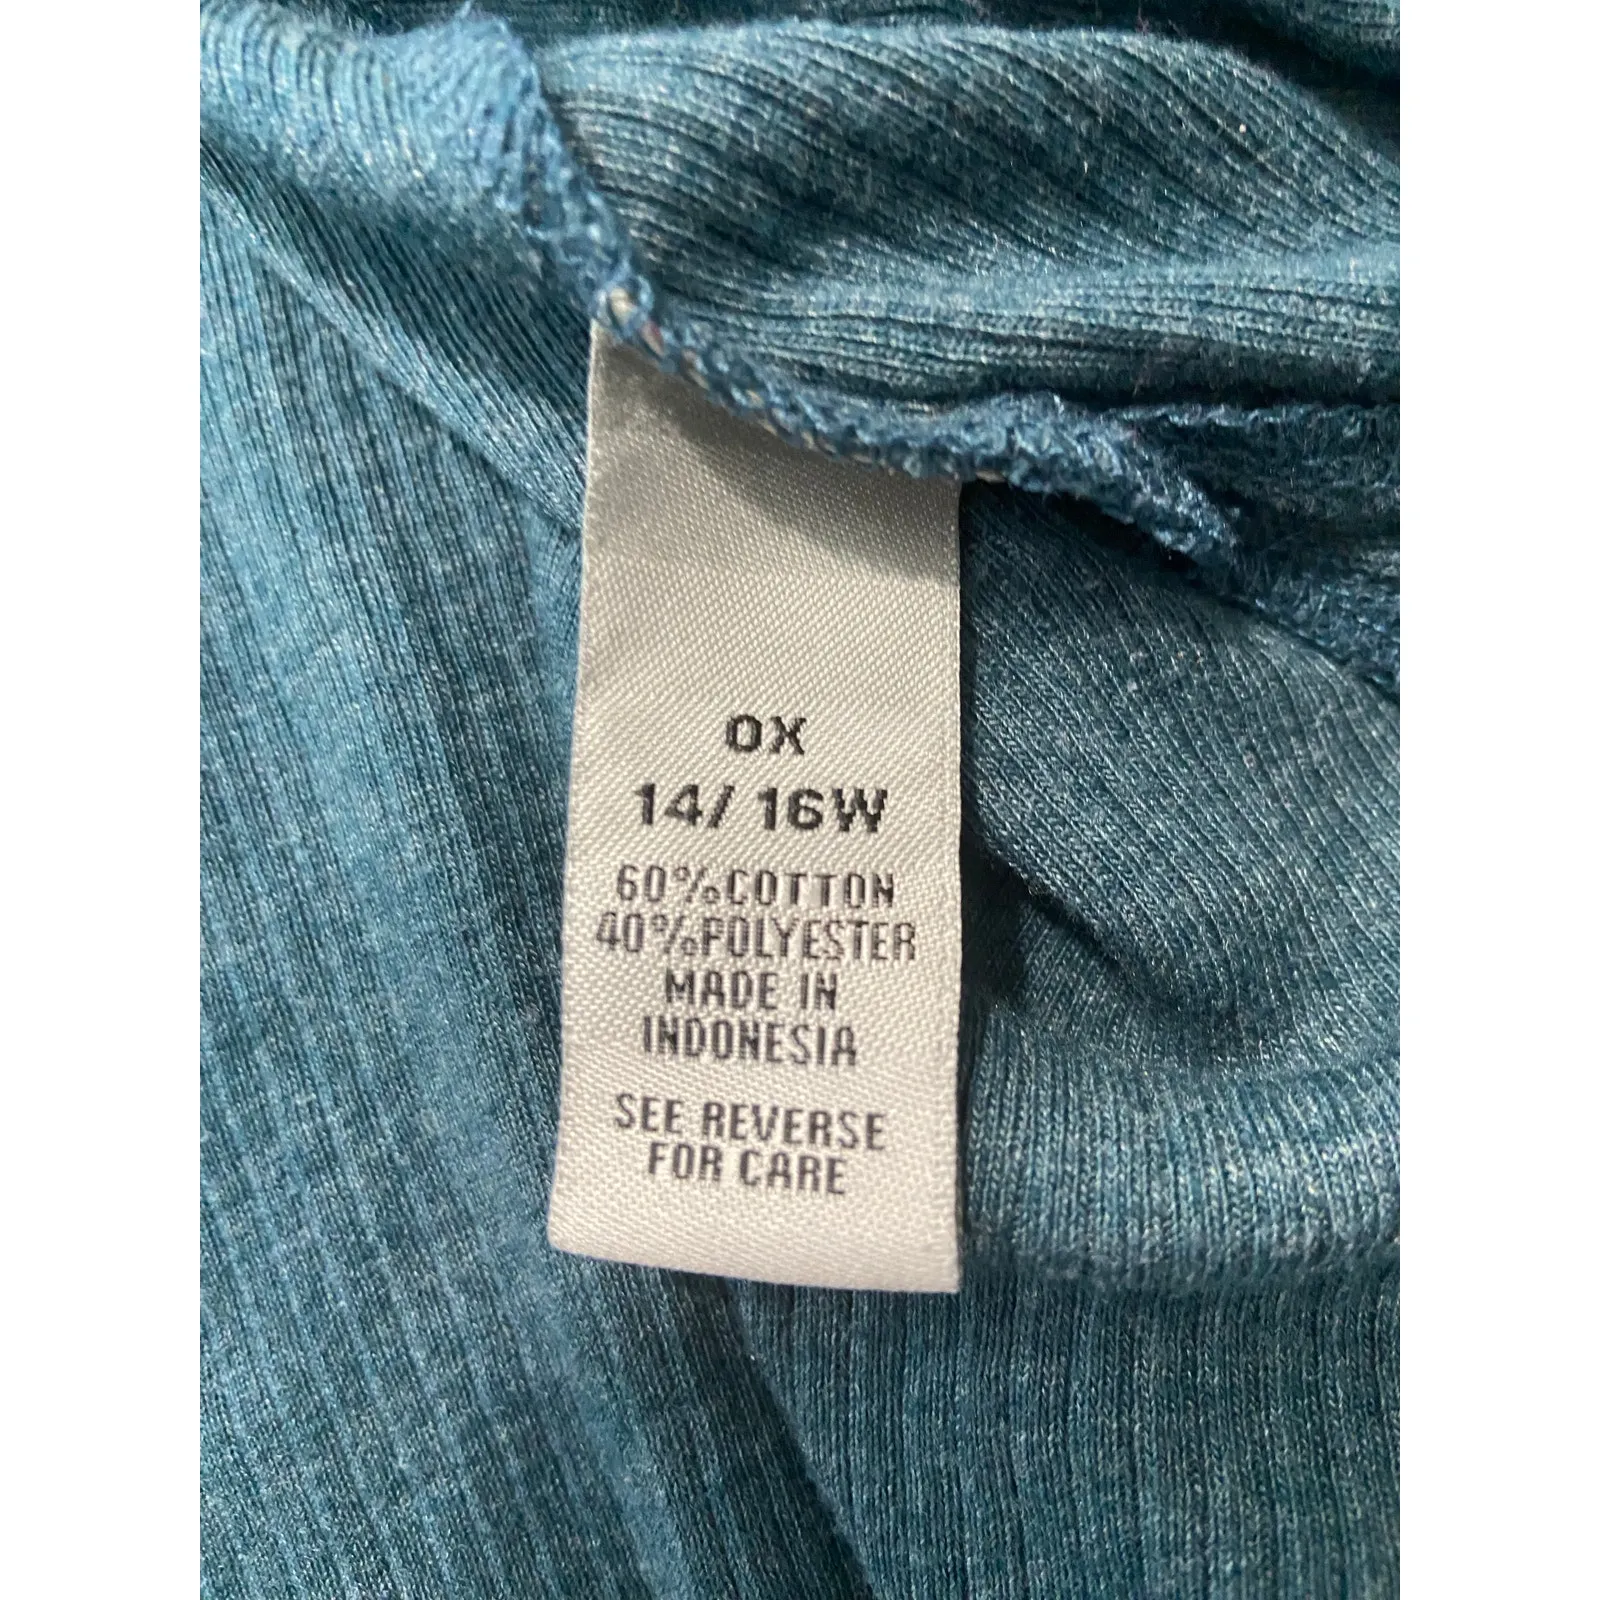 0X
14/16W
60%COTTON
40%POLYESTER
MADE IN
INDONESIA
SEE REVERSE
FOR CARE